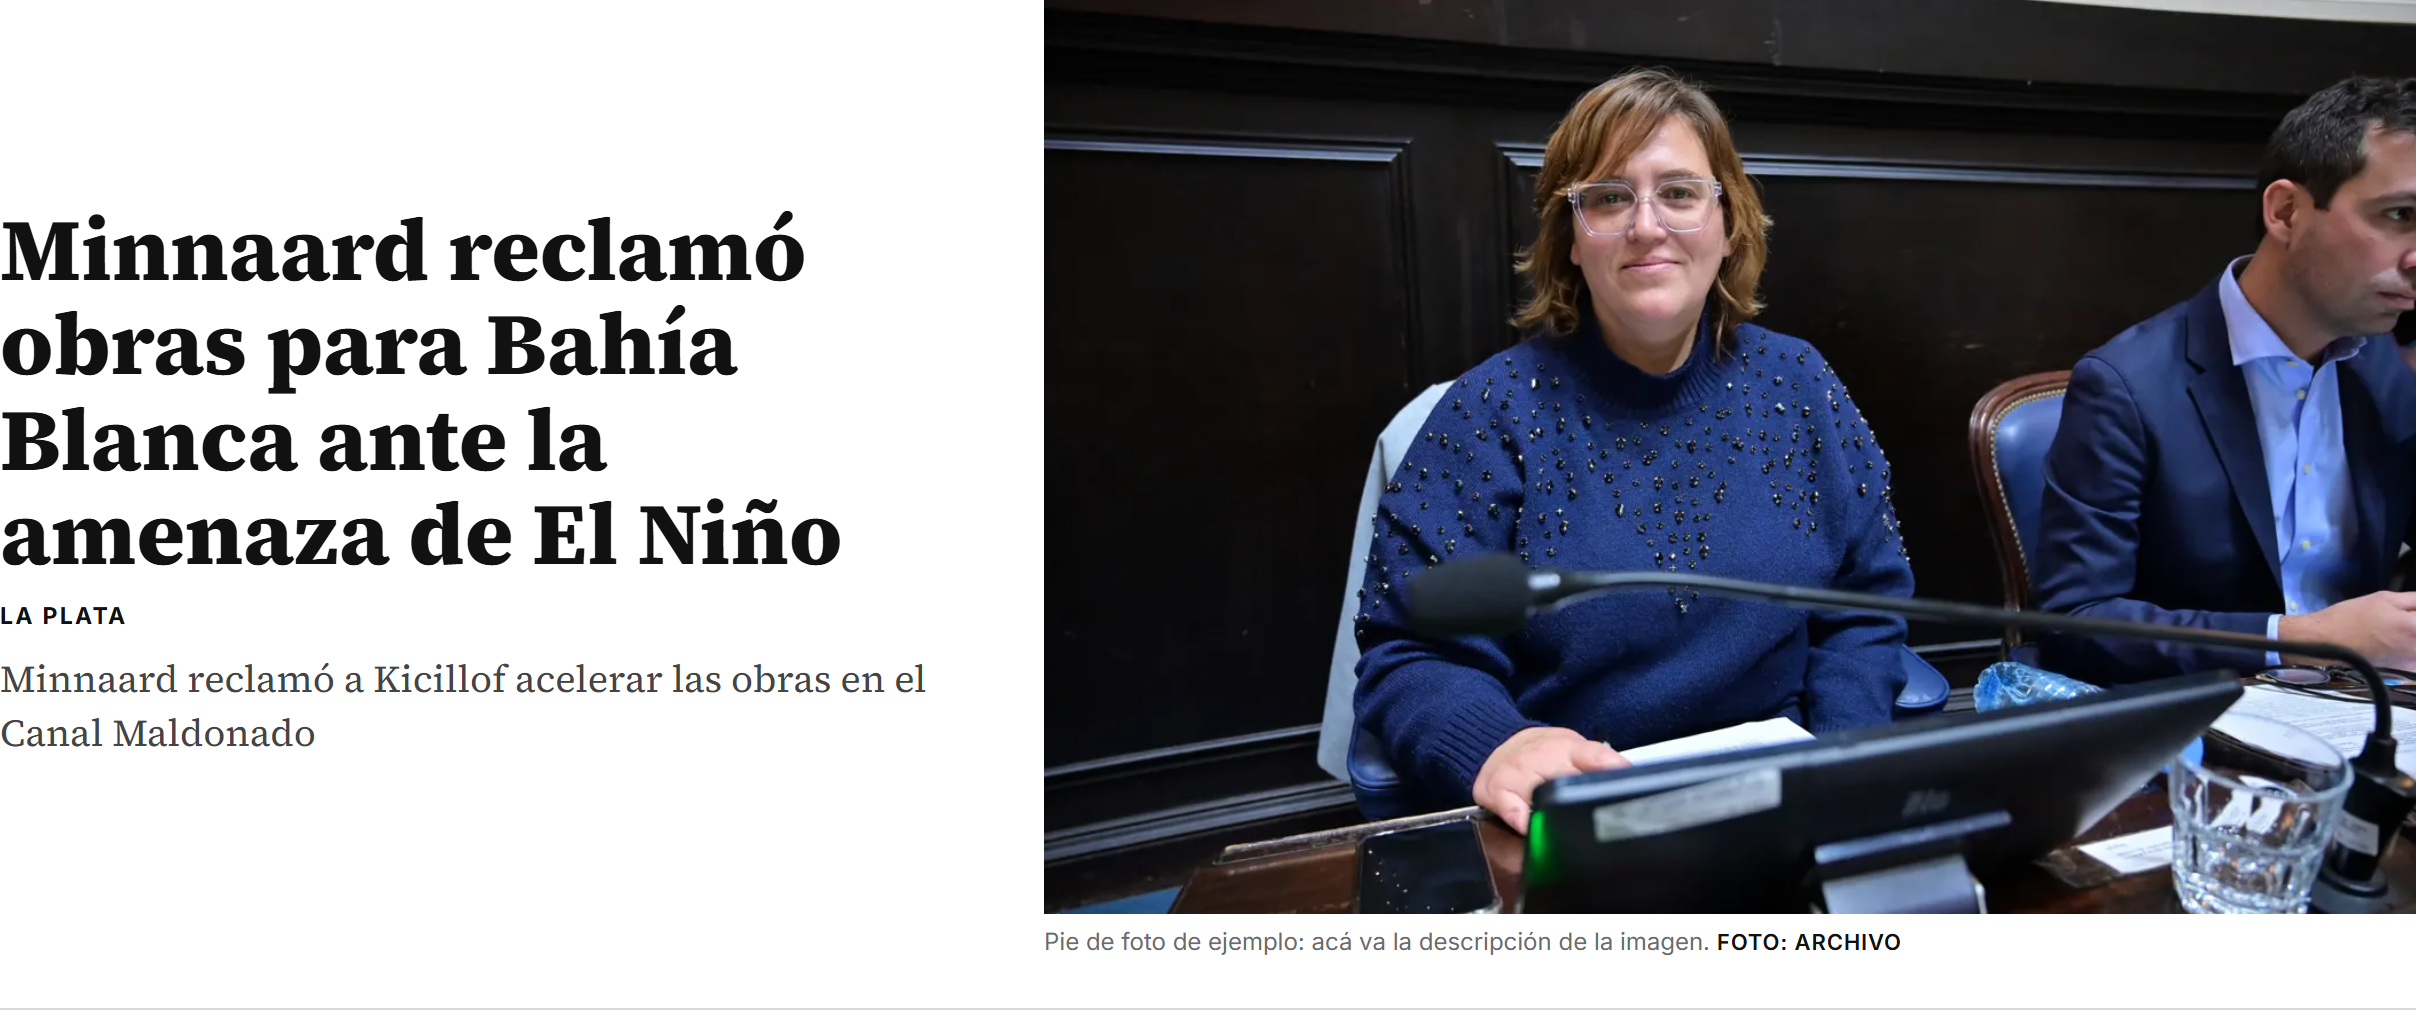 Minnaard reclamó
obras para Bahía
Blanca ante la
amenaza de El Niño
LA PLATA
Minnaard reclamó a Kicillof acelerar las obras en el
Canal Maldonado
Pie de foto de ejemplo: acá va la descripción de la imagen. FOTO: ARCHIVO